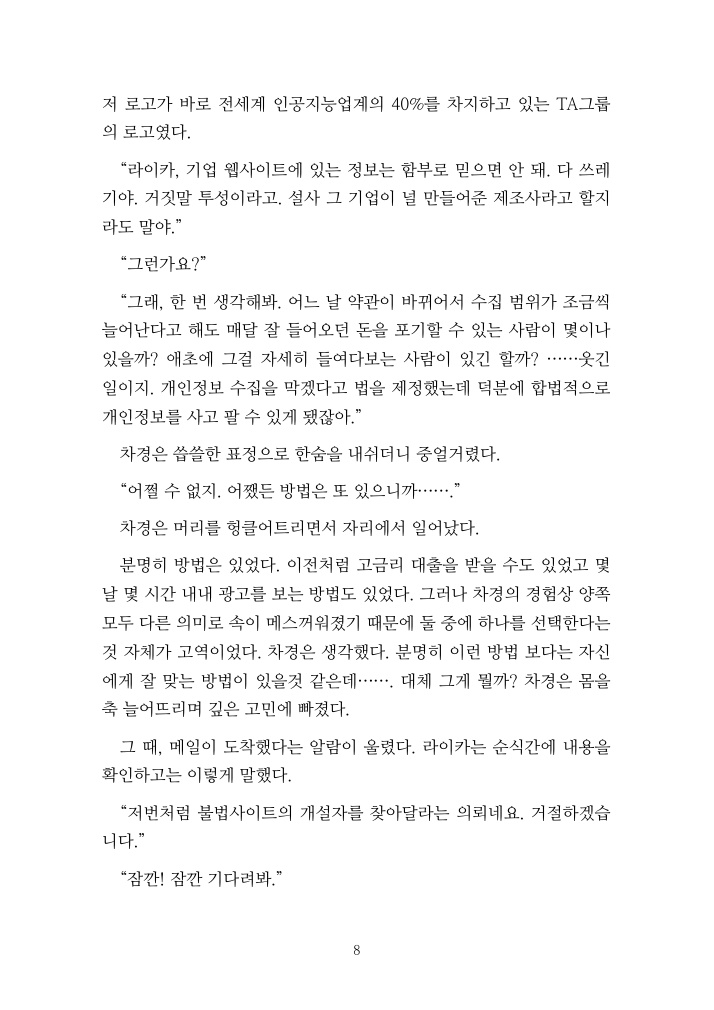 저 로고가 바로 전세계 인공지능업계의 40%를 차지하고 있는 TA그룹
의 로고였다.
“라이카, 기업 웹사이트에 있는 정보는 함부로 믿으면 안 돼. 다 쓰레
기야. 거짓말 투성이라고. 설사 그 기업이 널 만들어준 제조사라고 할지
라도 말야.”
“그런가요?”
“그래, 한 번 생각해봐. 어느 날 약관이 바뀌어서 수집 범위가 조금씩
늘어난다고 해도 매달 잘 들어오던 돈을 포기할 수 있는 사람이 몇이나
있을까? 애초에 그걸 자세히 들여다보는 사람이 있긴 할까? ……웃긴
일이지. 개인정보 수집을 막겠다고 법을 제정했는데 덕분에 합법적으로
개인정보를 사고 팔 수 있게 됐잖아.”
차경은 씁쓸한 표정으로 한숨을 내쉬더니 중얼거렸다.
“어쩔 수 없지. 어쨌든 방법은 또 있으니까…….”
차경은 머리를 헝클어트리면서 자리에서 일어났다.
분명히 방법은 있었다. 이전처럼 고금리 대출을 받을 수도 있었고 몇
날 몇 시간 내내 광고를 보는 방법도 있었다. 그러나 차경의 경험상 양쪽
모두 다른 의미로 속이 메스꺼워졌기 때문에 둘 중에 하나를 선택한다는
것 자체가 고역이었다. 차경은 생각했다. 분명히 이런 방법 보다는 자신
에게 잘 맞는 방법이 있을것 같은데……. 대체 그게 뭘까? 차경은 몸을
축 늘어뜨리며 깊은 고민에 빠졌다.
그 때, 메일이 도착했다는 알람이 울렸다. 라이카는 순식간에 내용을
확인하고는 이렇게 말했다.
“저번처럼 불법사이트의 개설자를 찾아달라는 의뢰네요. 거절하겠습
니다.”
“잠깐! 잠깐 기다려봐.”
8